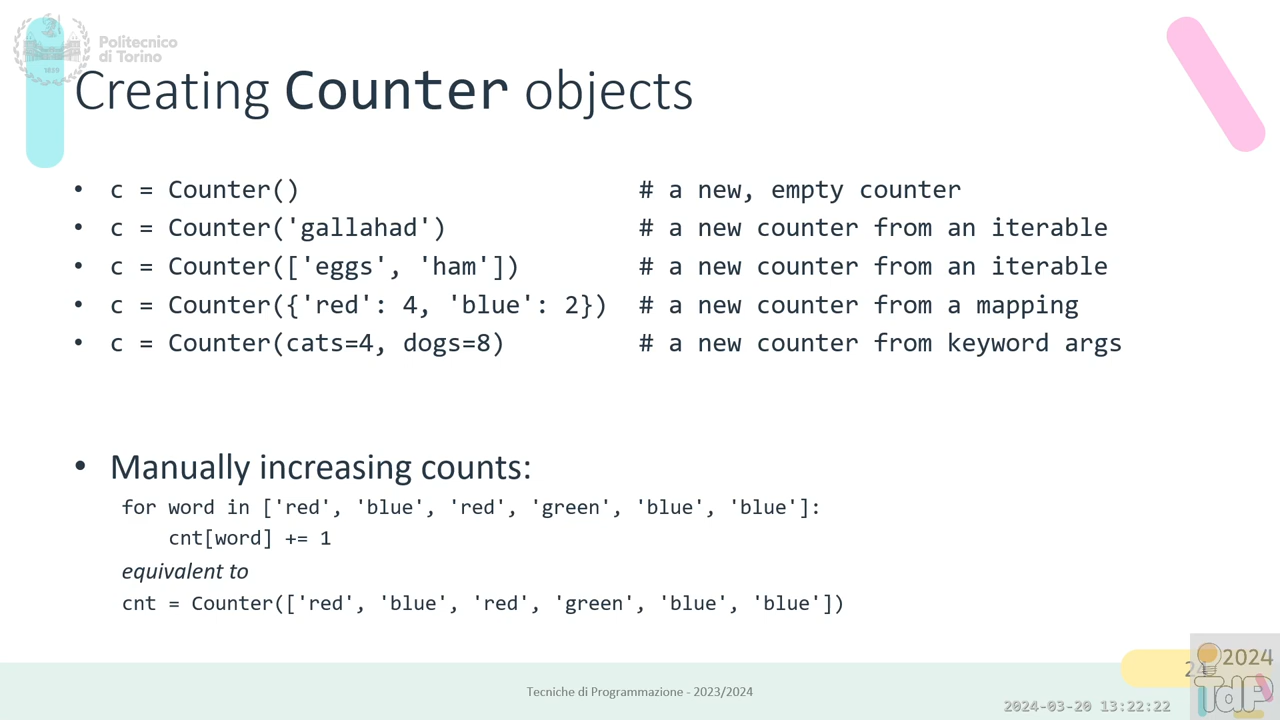 Politecnico
di Torino
1859
Creating Counter objects
• c = Counter() # a new, empty counter
• c = Counter('gallahad') # a new counter from an iterable
• c = Counter(['eggs', 'ham']) # a new counter from an iterable
• c = Counter({'red': 4, 'blue': 2}) # a new counter from a mapping
• c = Counter(cats=4, dogs=8) # a new counter from keyword args
• Manually increasing counts:
for word in ['red', 'blue', 'red', 'green', 'blue', 'blue']:
cnt[word] += 1
equivalent to
cnt = Counter(['red', 'blue', 'red', 'green', 'blue', 'blue'])
Tecniche di Programmazione - 2023/2024
2024
TdP
2024-03-20 13:22:22